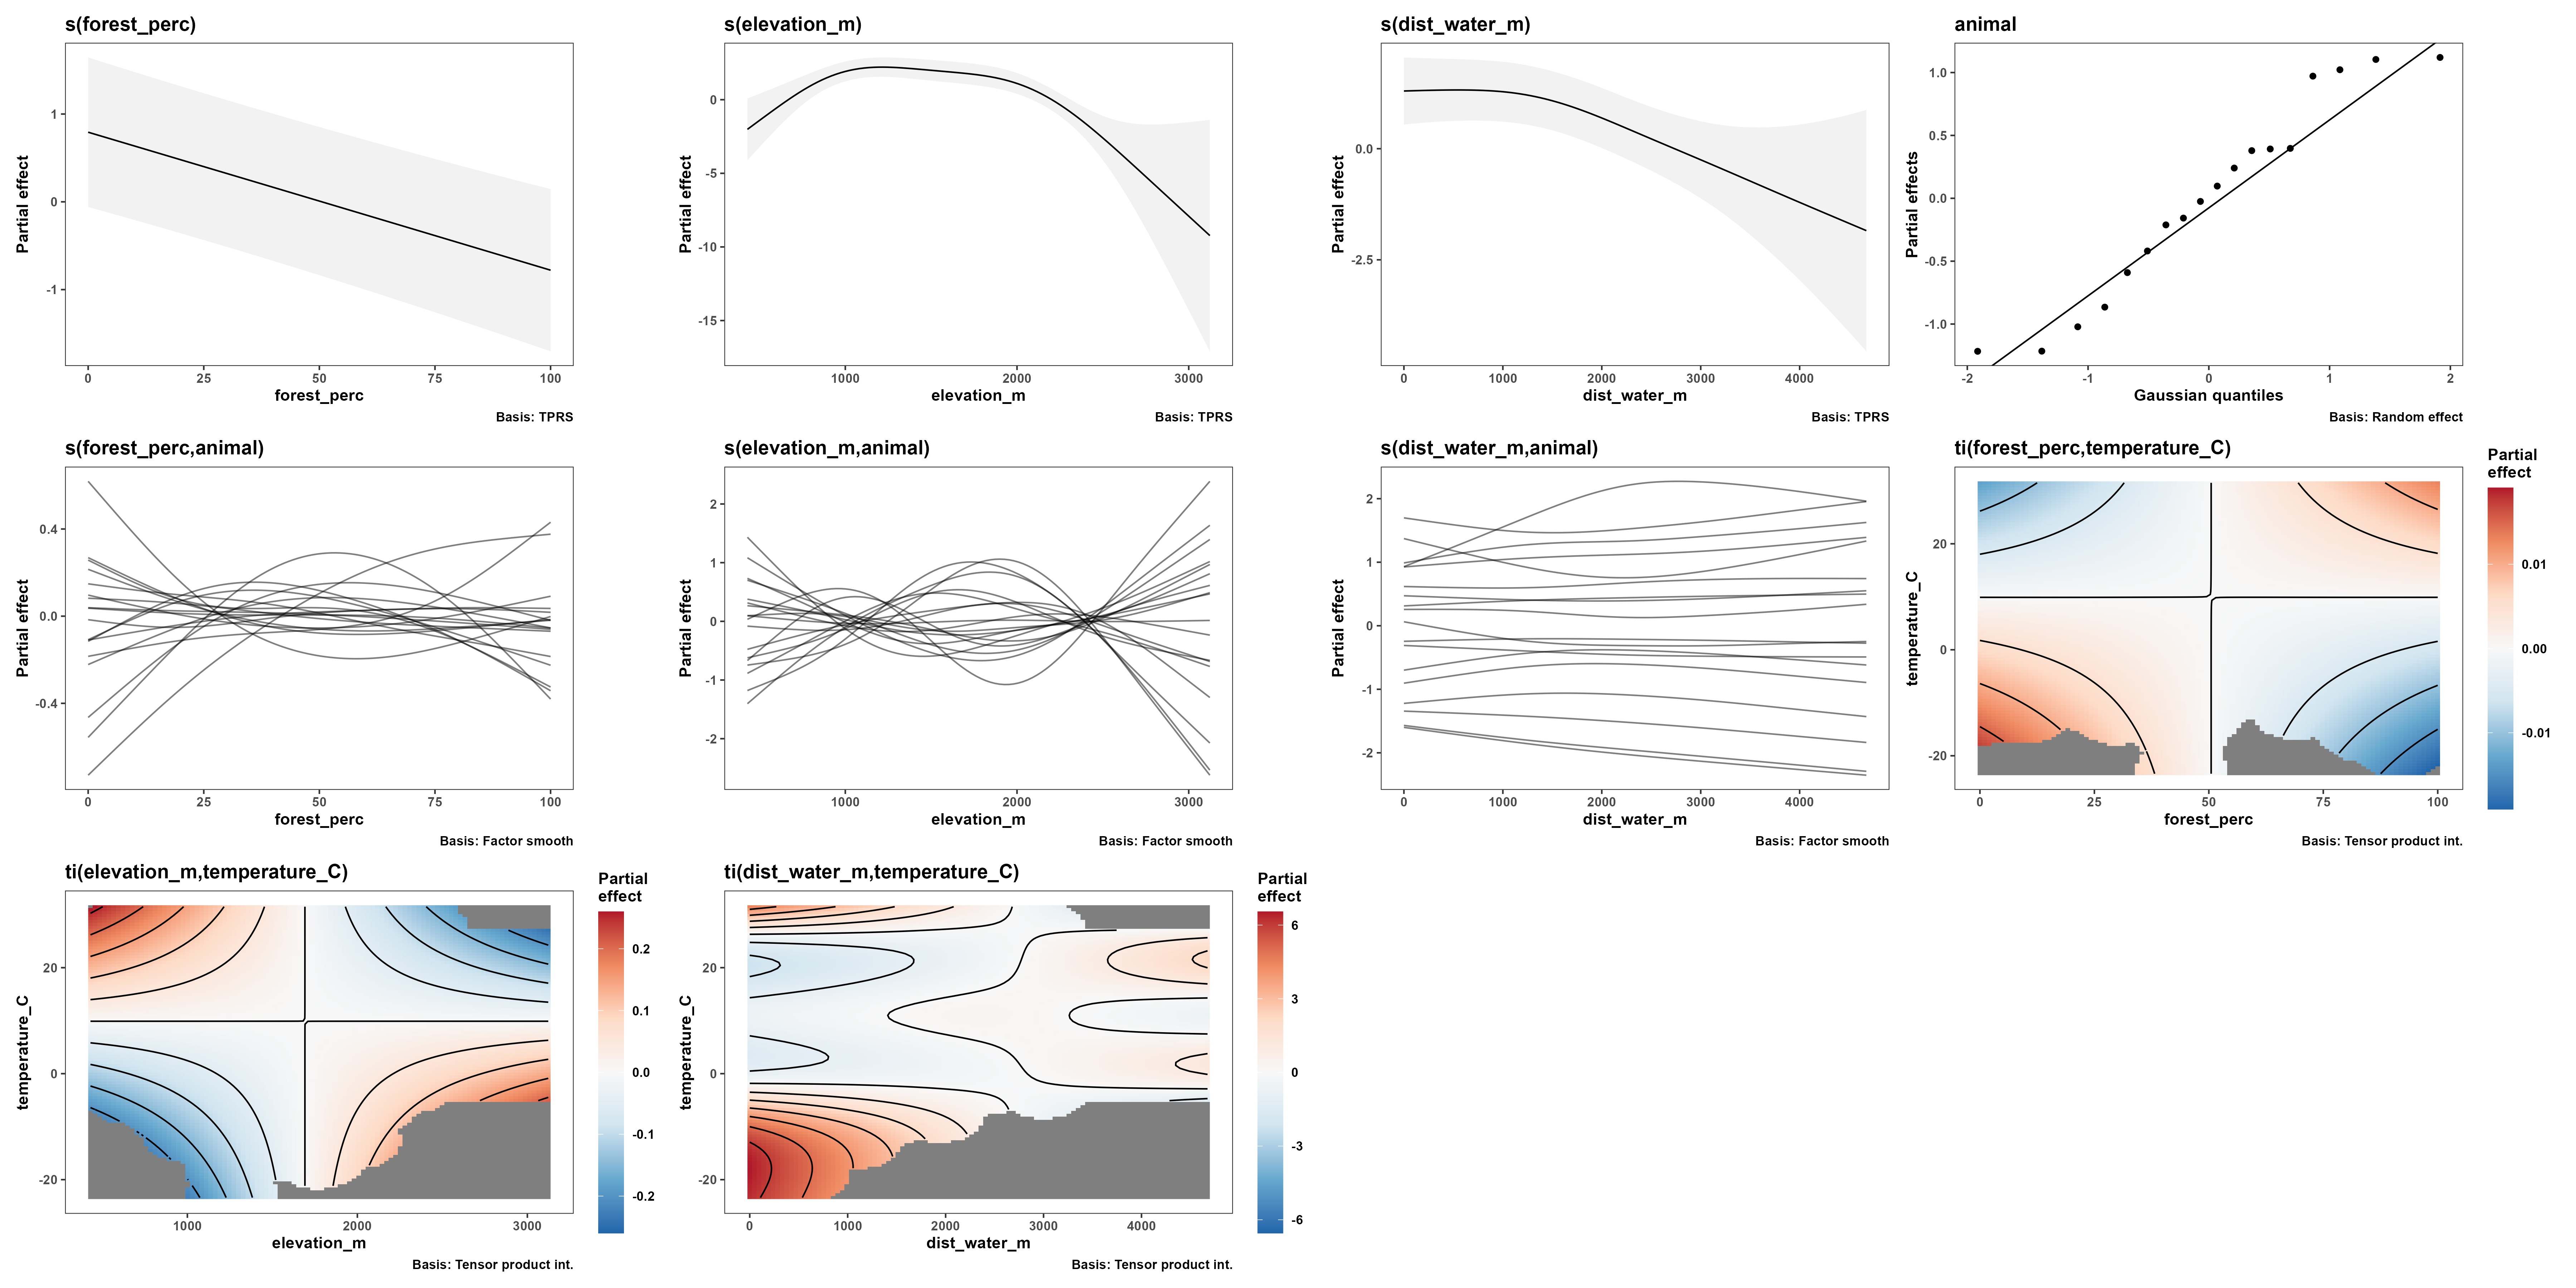 s(forest_perc)
Partial effect
1
0
-1
0 25 50 75 100
forest_perc
Basis: TPRS
s(elevation_m)
Partial effect
0
-5
-10
-15
1000 2000 3000
elevation_m
Basis: TPRS
s(dist_water_m)
Partial effect
0.0
-2.5
0 1000 2000 3000 4000
dist_water_m
Basis: TPRS
animal
Partial effects
1.0
0.5
0.0
-0.5
-1.0
-2 -1 0 1 2
Gaussian quantiles
Basis: Random effect
s(forest_perc,animal)
Partial effect
0.4
0.0
-0.4
0 25 50 75 100
forest_perc
Basis: Factor smooth
s(elevation_m,animal)
Partial effect
2
1
0
-1
-2
1000 2000 3000
elevation_m
Basis: Factor smooth
s(dist_water_m,animal)
Partial effect
2
1
0
-1
-2
0 1000 2000 3000 4000
dist_water_m
Basis: Factor smooth
ti(forest_perc,temperature_C)
temperature_C
20
0
-20
0 25 50 75 100
forest_perc
Basis: Tensor product int.
Partial
effect
0.01
0.00
-0.01
ti(elevation_m,temperature_C)
temperature_C
20
0
-20
1000 2000 3000
elevation_m
Basis: Tensor product int.
Partial
effect
0.2
0.1
0.0
-0.1
-0.2
ti(dist_water_m,temperature_C)
temperature_C
20
0
-20
0 1000 2000 3000 4000
dist_water_m
Basis: Tensor product int.
Partial
effect
6
3
0
-3
-6